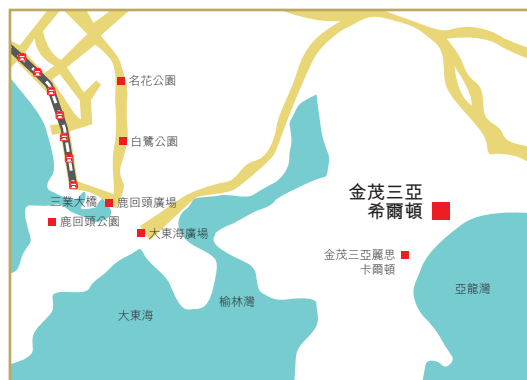 名花公園
白鷺公園
三業大橋
鹿回頭廣場
鹿回頭公園
大東海廣場
金茂三亞
希爾頓
金茂三亞麗思
卡爾頓
亞龍灣
榆林灣
大東海